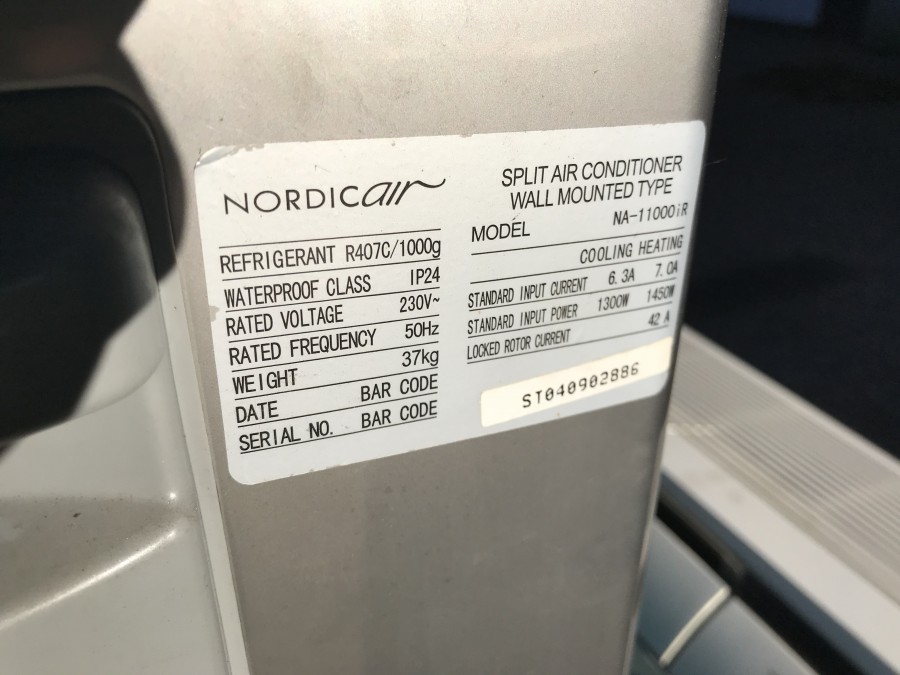 NORDICair
REFRIGERANT R407C/1000g
WATERPROOF CLASS IP24
RATED VOLTAGE 230V~
RATED FREQUENCY 50Hz
WEIGHT 37kg
DATE BAR CODE
SERIAL NO. BAR CODE
SPLIT AIR CONDITIONER
WALL MOUNTED TYPE
MODEL NA-11000iR
COOLING HEATING
STANDARD INPUT CURRENT 6.3A 7.0A
STANDARD INPUT POWER 1300W 1450W
LOCKED ROTOR CURRENT 42 A
ST040902886